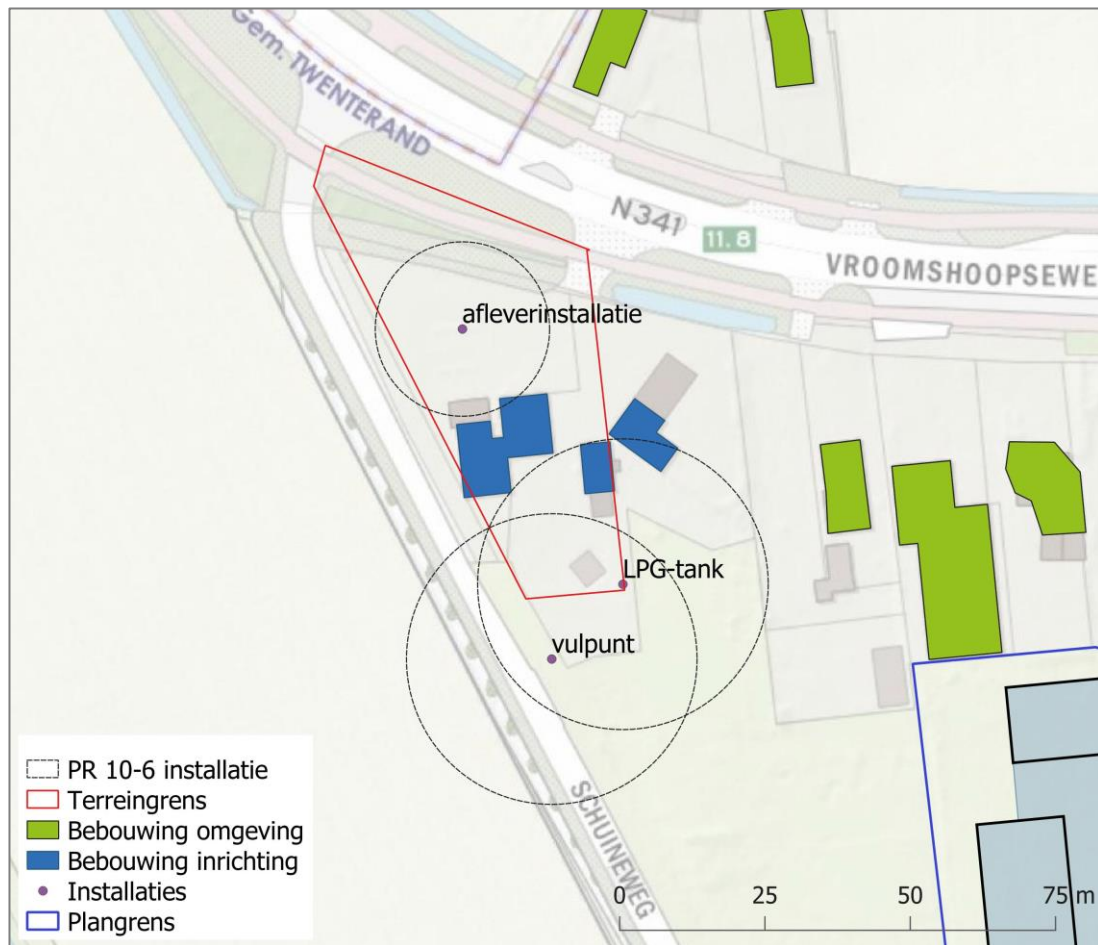 Gem. TWENTERAND
N341
11.8
VROOMSHOOPSEWE
afleverinstallatie
LPG-tank
vulpunt
SCHUINEWEG
PR 10-6 installatie
Terreingrens
Bebouwing omgeving
Bebouwing inrichting
Installaties
Plangrens
0 25 50 75 m